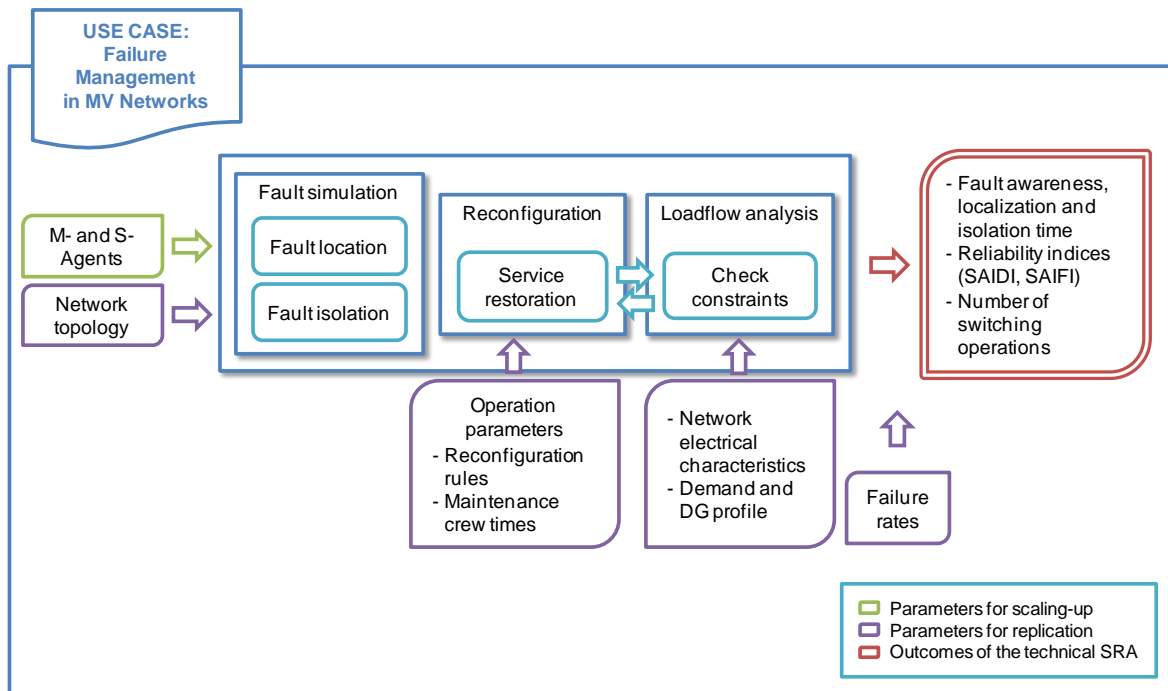 USE CASE:
Failure
Management
in MV Networks
M- and S-
Agents
Network
topology
Fault simulation
Fault location
Fault isolation
Reconfiguration
Service
restoration
Loadflow analysis
Check
constraints
- Fault awareness,
localization and
isolation time
- Reliability indices
(SAIDI, SAIFI)
- Number of
switching
operations
Operation
parameters
- Reconfiguration
rules
- Maintenance
crew times
- Network
electrical
characteristics
- Demand and
DG profile
Failure
rates
Parameters for scaling-up
Parameters for replication
Outcomes of the technical SRA